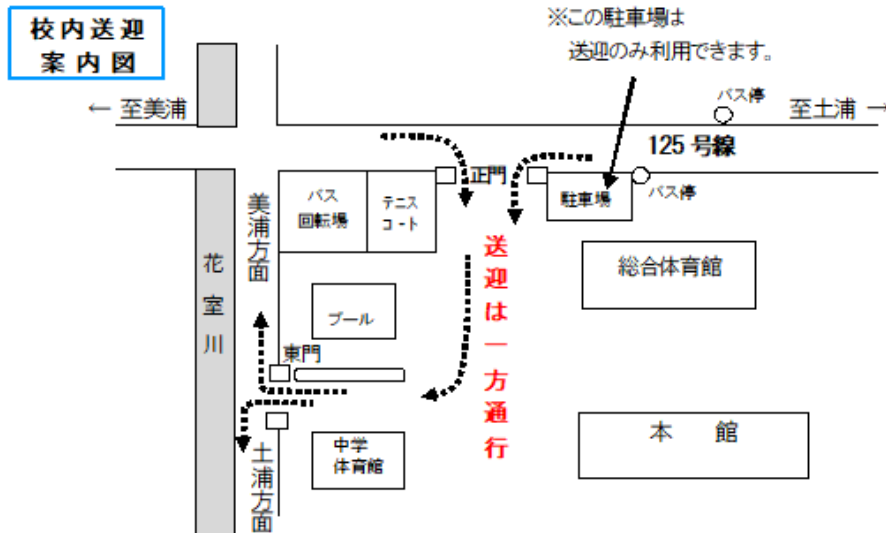 校内送迎
案内図
※この駐車場は
送迎のみ利用できます。
← 至美浦
バス停
至土浦 →
125 号線
正門
バス
回転場
テニス
コート
駐車場
バス停
美浦方面
花室川
送迎は一方通行
総合体育館
プール
東門
中学
体育館
本 館
土浦方面